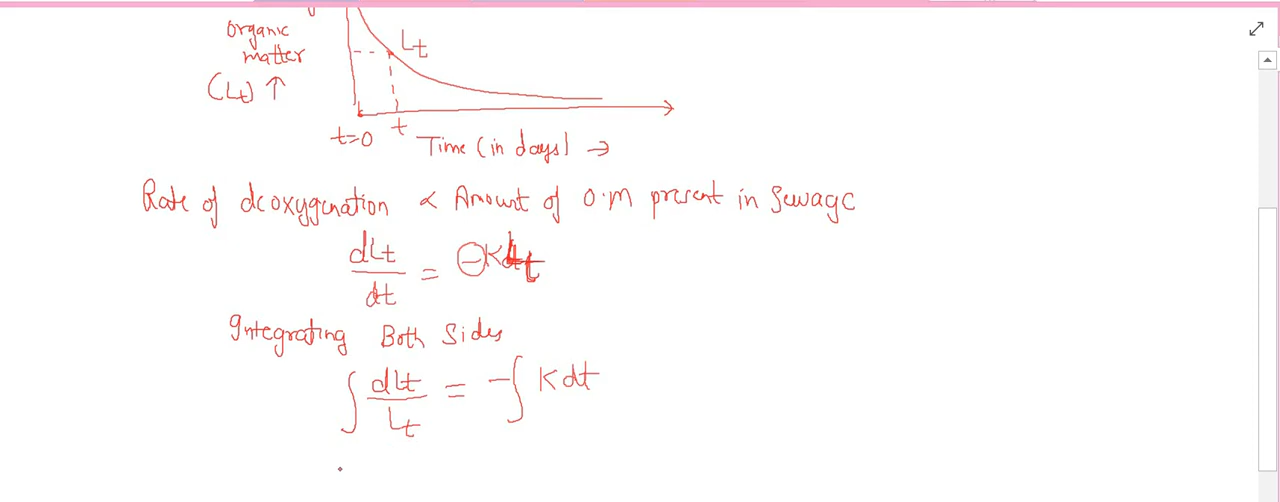 Organic
matter
(Lt) ↑
Lt
t=0
t
Time (in days) →
Rate of deoxygenation ∝ Amount of O.M present in Sewage
dLt/dt = -K
Integrating Both Sides
∫ dLt/Lt = -∫ K dt